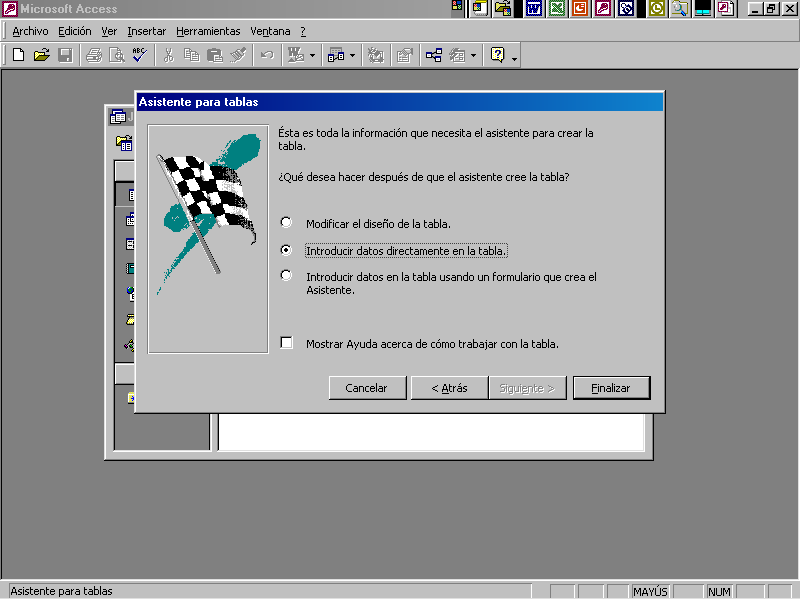 Microsoft Access
Archivo Edición Ver Insertar Herramientas Ventana ?
Asistente para tablas
Ésta es toda la información que necesita el asistente para crear la
tabla.
¿Qué desea hacer después de que el asistente cree la tabla?
Modificar el diseño de la tabla.
Introducir datos directamente en la tabla.
Introducir datos en la tabla usando un formulario que crea el
Asistente.
Mostrar Ayuda acerca de cómo trabajar con la tabla.
Cancelar < Atrás Siguiente > Finalizar
Asistente para tablas MAYÚS NUM